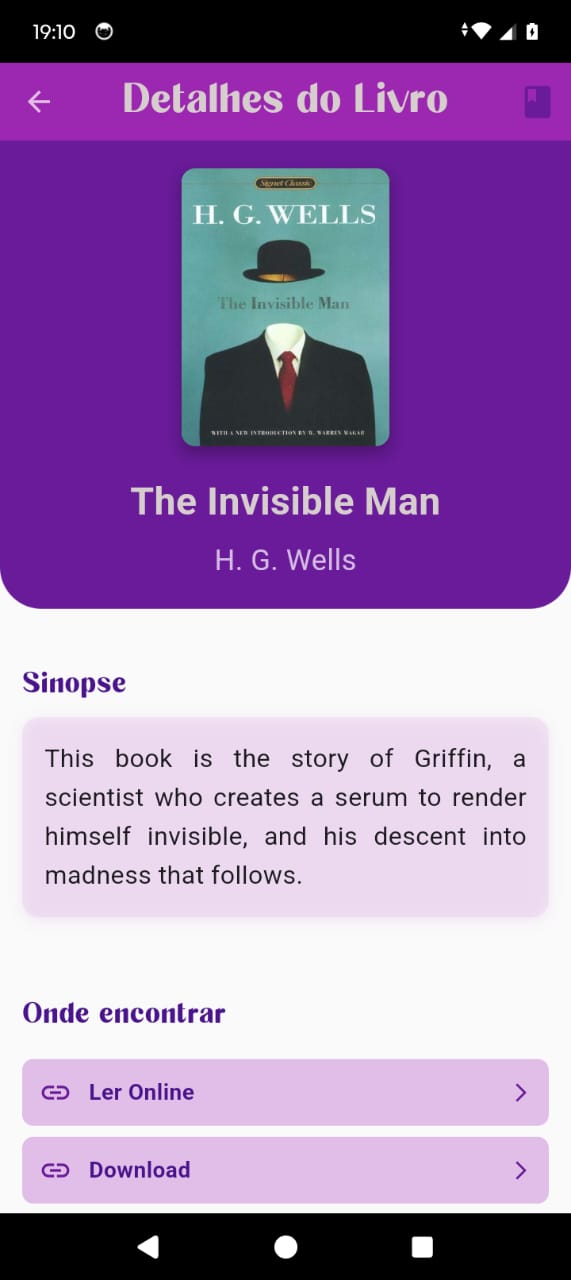 19:10
Detalhes do Livro
Signet Classic
H. G. WELLS
The Invisible Man
WITH A NEW INTRODUCTION BY W. WARREN WAGAR
The Invisible Man
H. G. Wells
Sinopse
This book is the story of Griffin, a
scientist who creates a serum to render
himself invisible, and his descent into
madness that follows.
Onde encontrar
Ler Online
Download